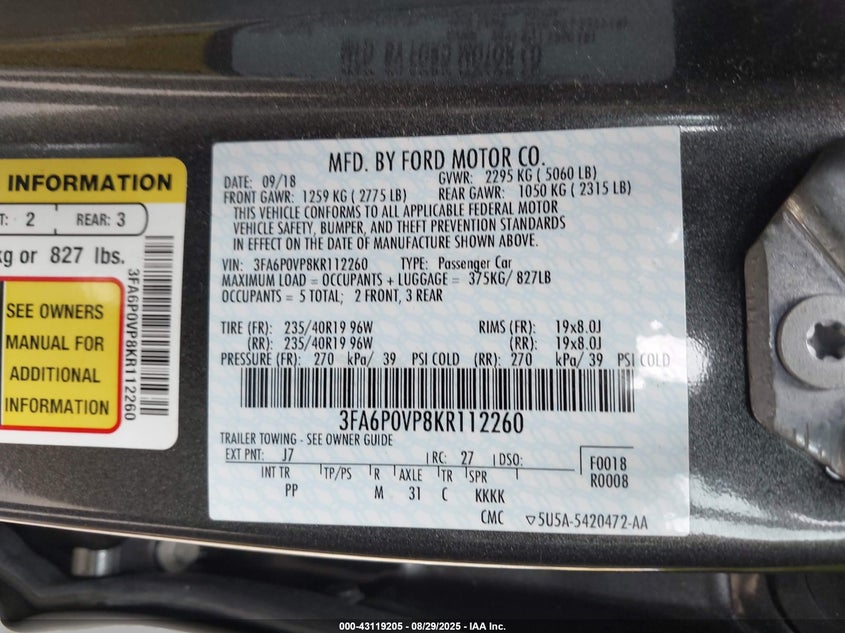 INFORMATION
2 REAR: 3
kg or 827 lbs.
SEE OWNERS
MANUAL FOR
ADDITIONAL
INFORMATION
3FA6P0VP8KR112260
MFD. BY FORD MOTOR CO.
DATE: 09/18 GVWR: 2295 KG ( 5060 LB)
FRONT GAWR: 1259 KG ( 2775 LB) REAR GAWR: 1050 KG ( 2315 LB)
THIS VEHICLE CONFORMS TO ALL APPLICABLE FEDERAL MOTOR
VEHICLE SAFETY, BUMPER, AND THEFT PREVENTION STANDARDS
IN EFFECT ON THE DATE OF MANUFACTURE SHOWN ABOVE.
VIN: 3FA6P0VP8KR112260 TYPE: Passenger Car
MAXIMUM LOAD = OCCUPANTS + LUGGAGE = 375KG/ 827LB
OCCUPANTS = 5 TOTAL; 2 FRONT, 3 REAR
TIRE (FR): 235/40R19 96W RIMS (FR): 19x8.0J
(RR): 235/40R19 96W (RR): 19x8.0J
PRESSURE (FR): 270 kPa/ 39 PSI COLD (RR): 270 kPa/ 39 PSI COLD
3FA6P0VP8KR112260
TRAILER TOWING - SEE OWNER GUIDE
EXT PNT: J7 RC: 27 DSO: F0018
INT TR TP/PS R AXLE TR SPR R0008
PP M 31 C KKKK
CMC ▽5U5A-5420472-AA
000-43119205 - 08/29/2025 - IAA Inc.